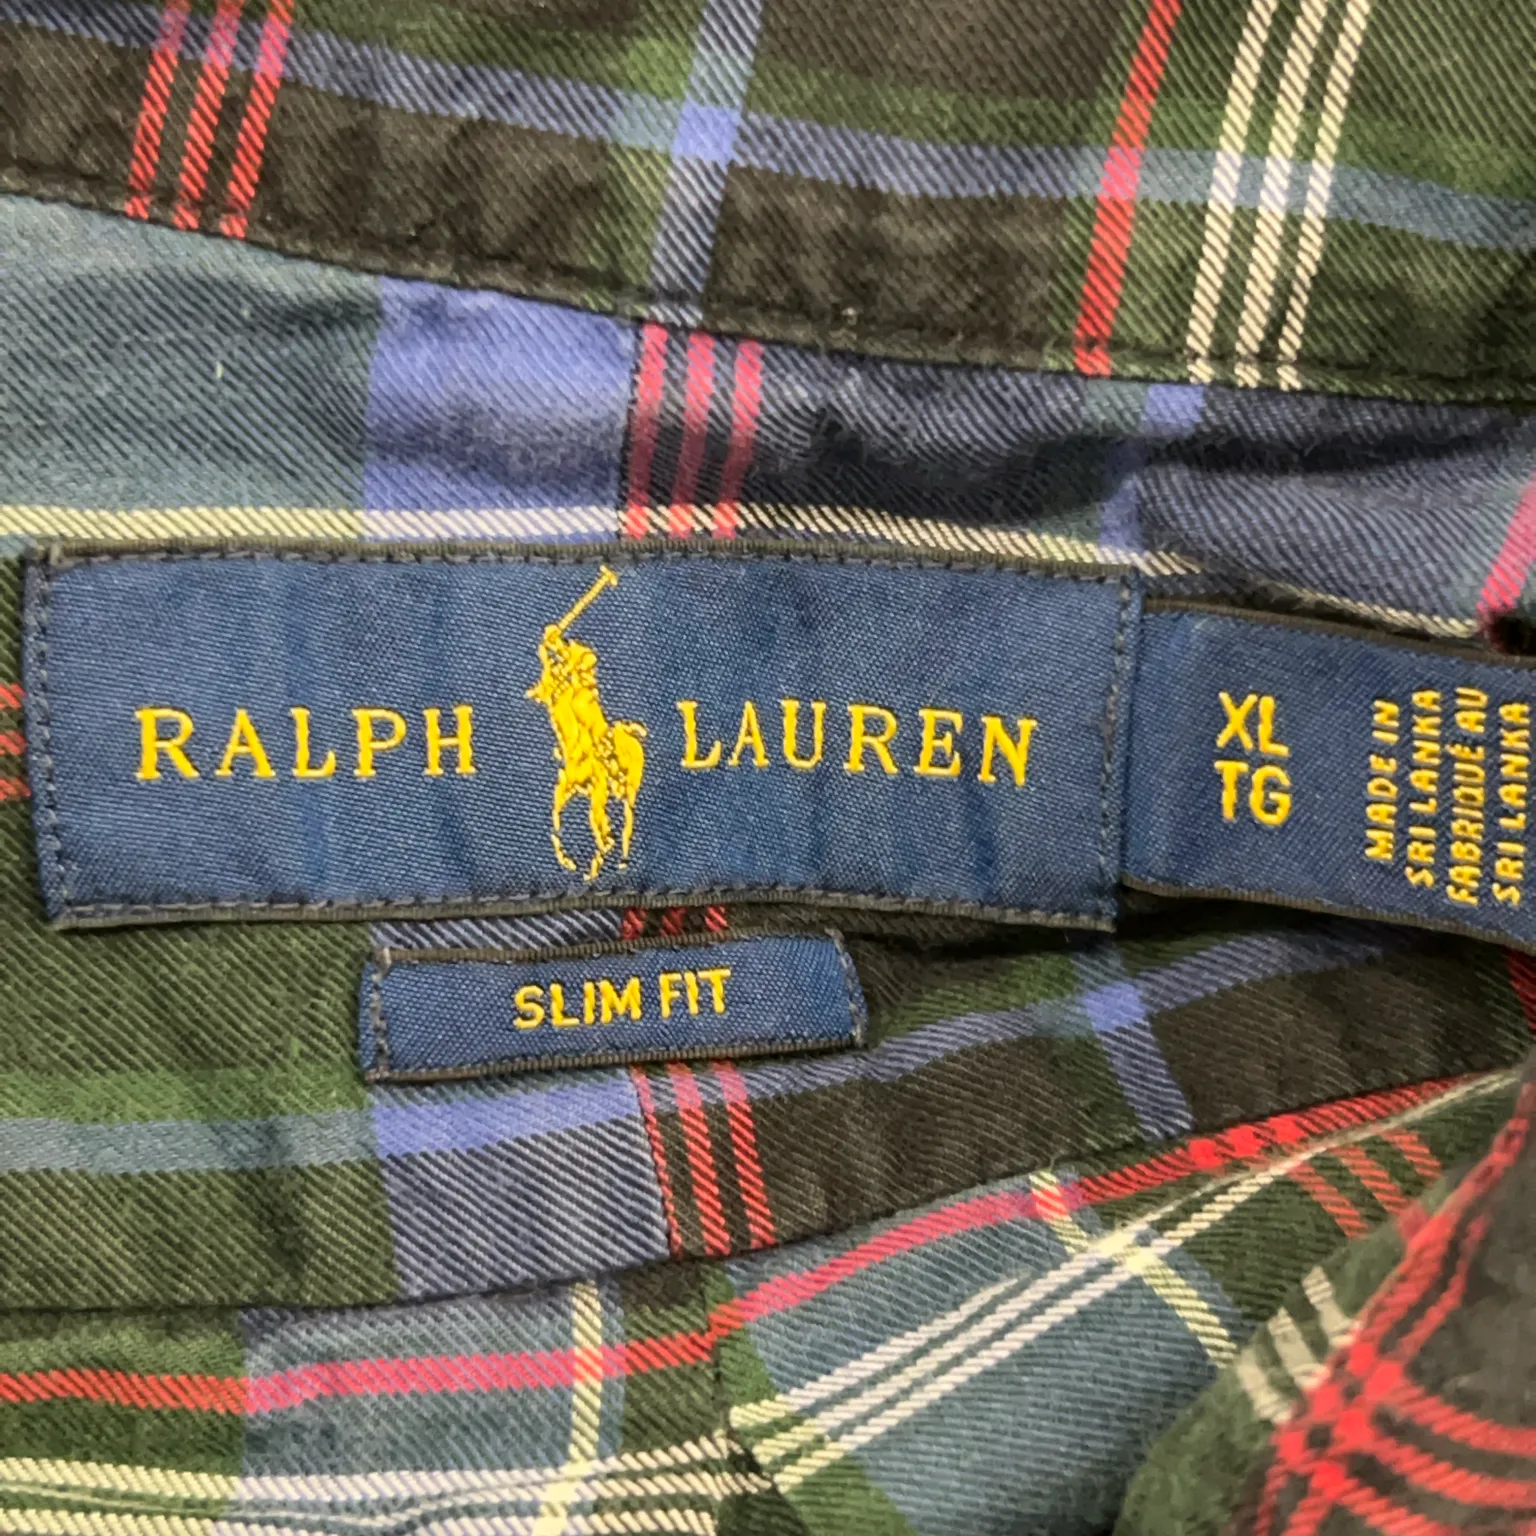 RALPH LAUREN
XL
TG
MADE IN
SRI LANKA
FABRIQUÉ AU
SRI LANKA
SLIM FIT